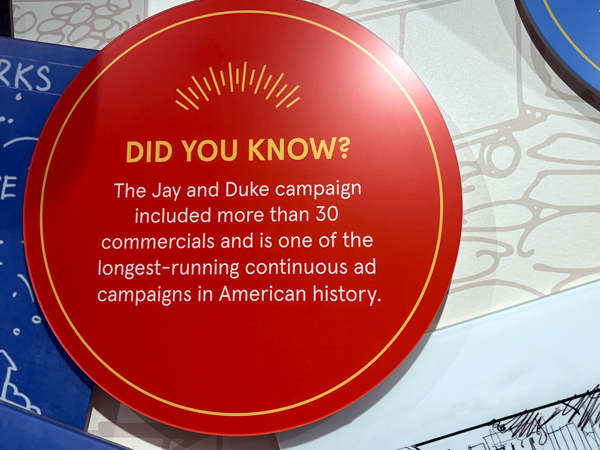 RKS
DID YOU KNOW?
The Jay and Duke campaign
included more than 30
commercials and is one of the
longest-running continuous ad
campaigns in American history.